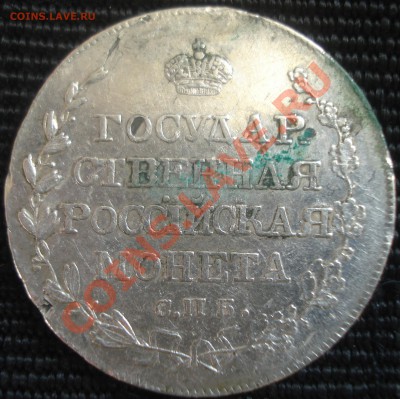 COINS.LAVE.RU
ГОСУДАР
СТВЕННАЯ
РОССІЙСКАЯ
МОНЕТА
С.П.Б.
COINS.LAVE.RU